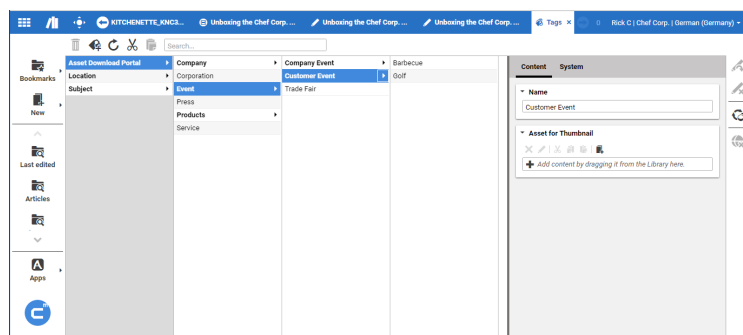 KITCHENETTE_KNC3... Unboxing the Chef Corp. ... Unboxing the Chef Corp. ... Unboxing the Chef Corp. ... Tags × 0 Rick C | Chef Corp. | German (Germany)
Search...
Bookmarks
New
Last edited
Articles
Apps
Asset Download Portal
Location
Subject
Company
Corporation
Event
Press
Products
Service
Company Event
Customer Event
Trade Fair
Barbecue
Golf
Content System
Name
Customer Event
Asset for Thumbnail
Add content by dragging it from the Library here.